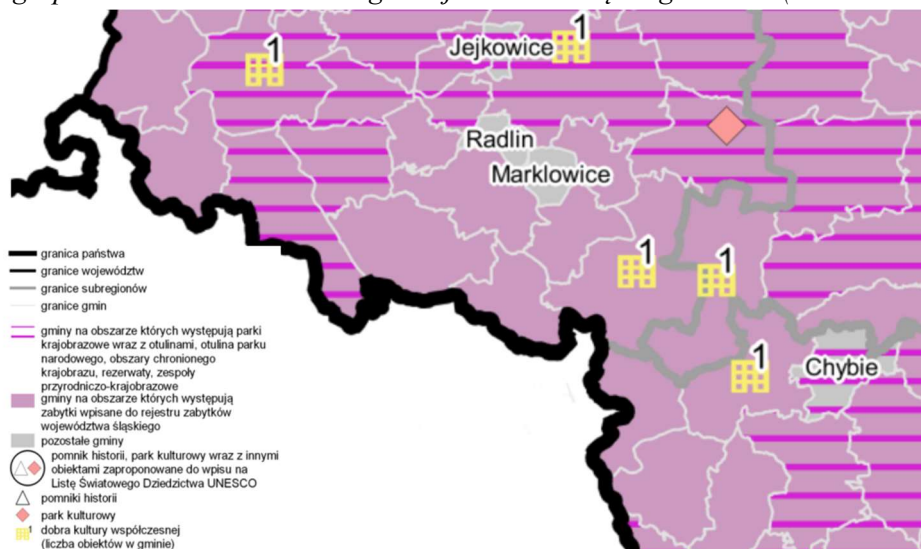 1
1
Jejkowice
Radlin
Marklowice
1
1
1
Chybie
granica państwa
granice województw
granice subregionów
granice gmin
gminy na obszarze których występują parki
krajobrazowe wraz z otulinami, otulina parku
narodowego, obszary chronionego
krajobrazu, rezerwaty, zespoły
przyrodniczo-krajobrazowe
gminy na obszarze których występują
zabytki wpisane do rejestru zabytków
województwa śląskiego
pozostałe gminy
pomnik historii, park kulturowy wraz z innymi
obiektami zaproponowane do wpisu na
Listę Światowego Dziedzictwa UNESCO
pomniki historii
park kulturowy
1 dobra kultury współczesnej
(liczba obiektów w gminie)